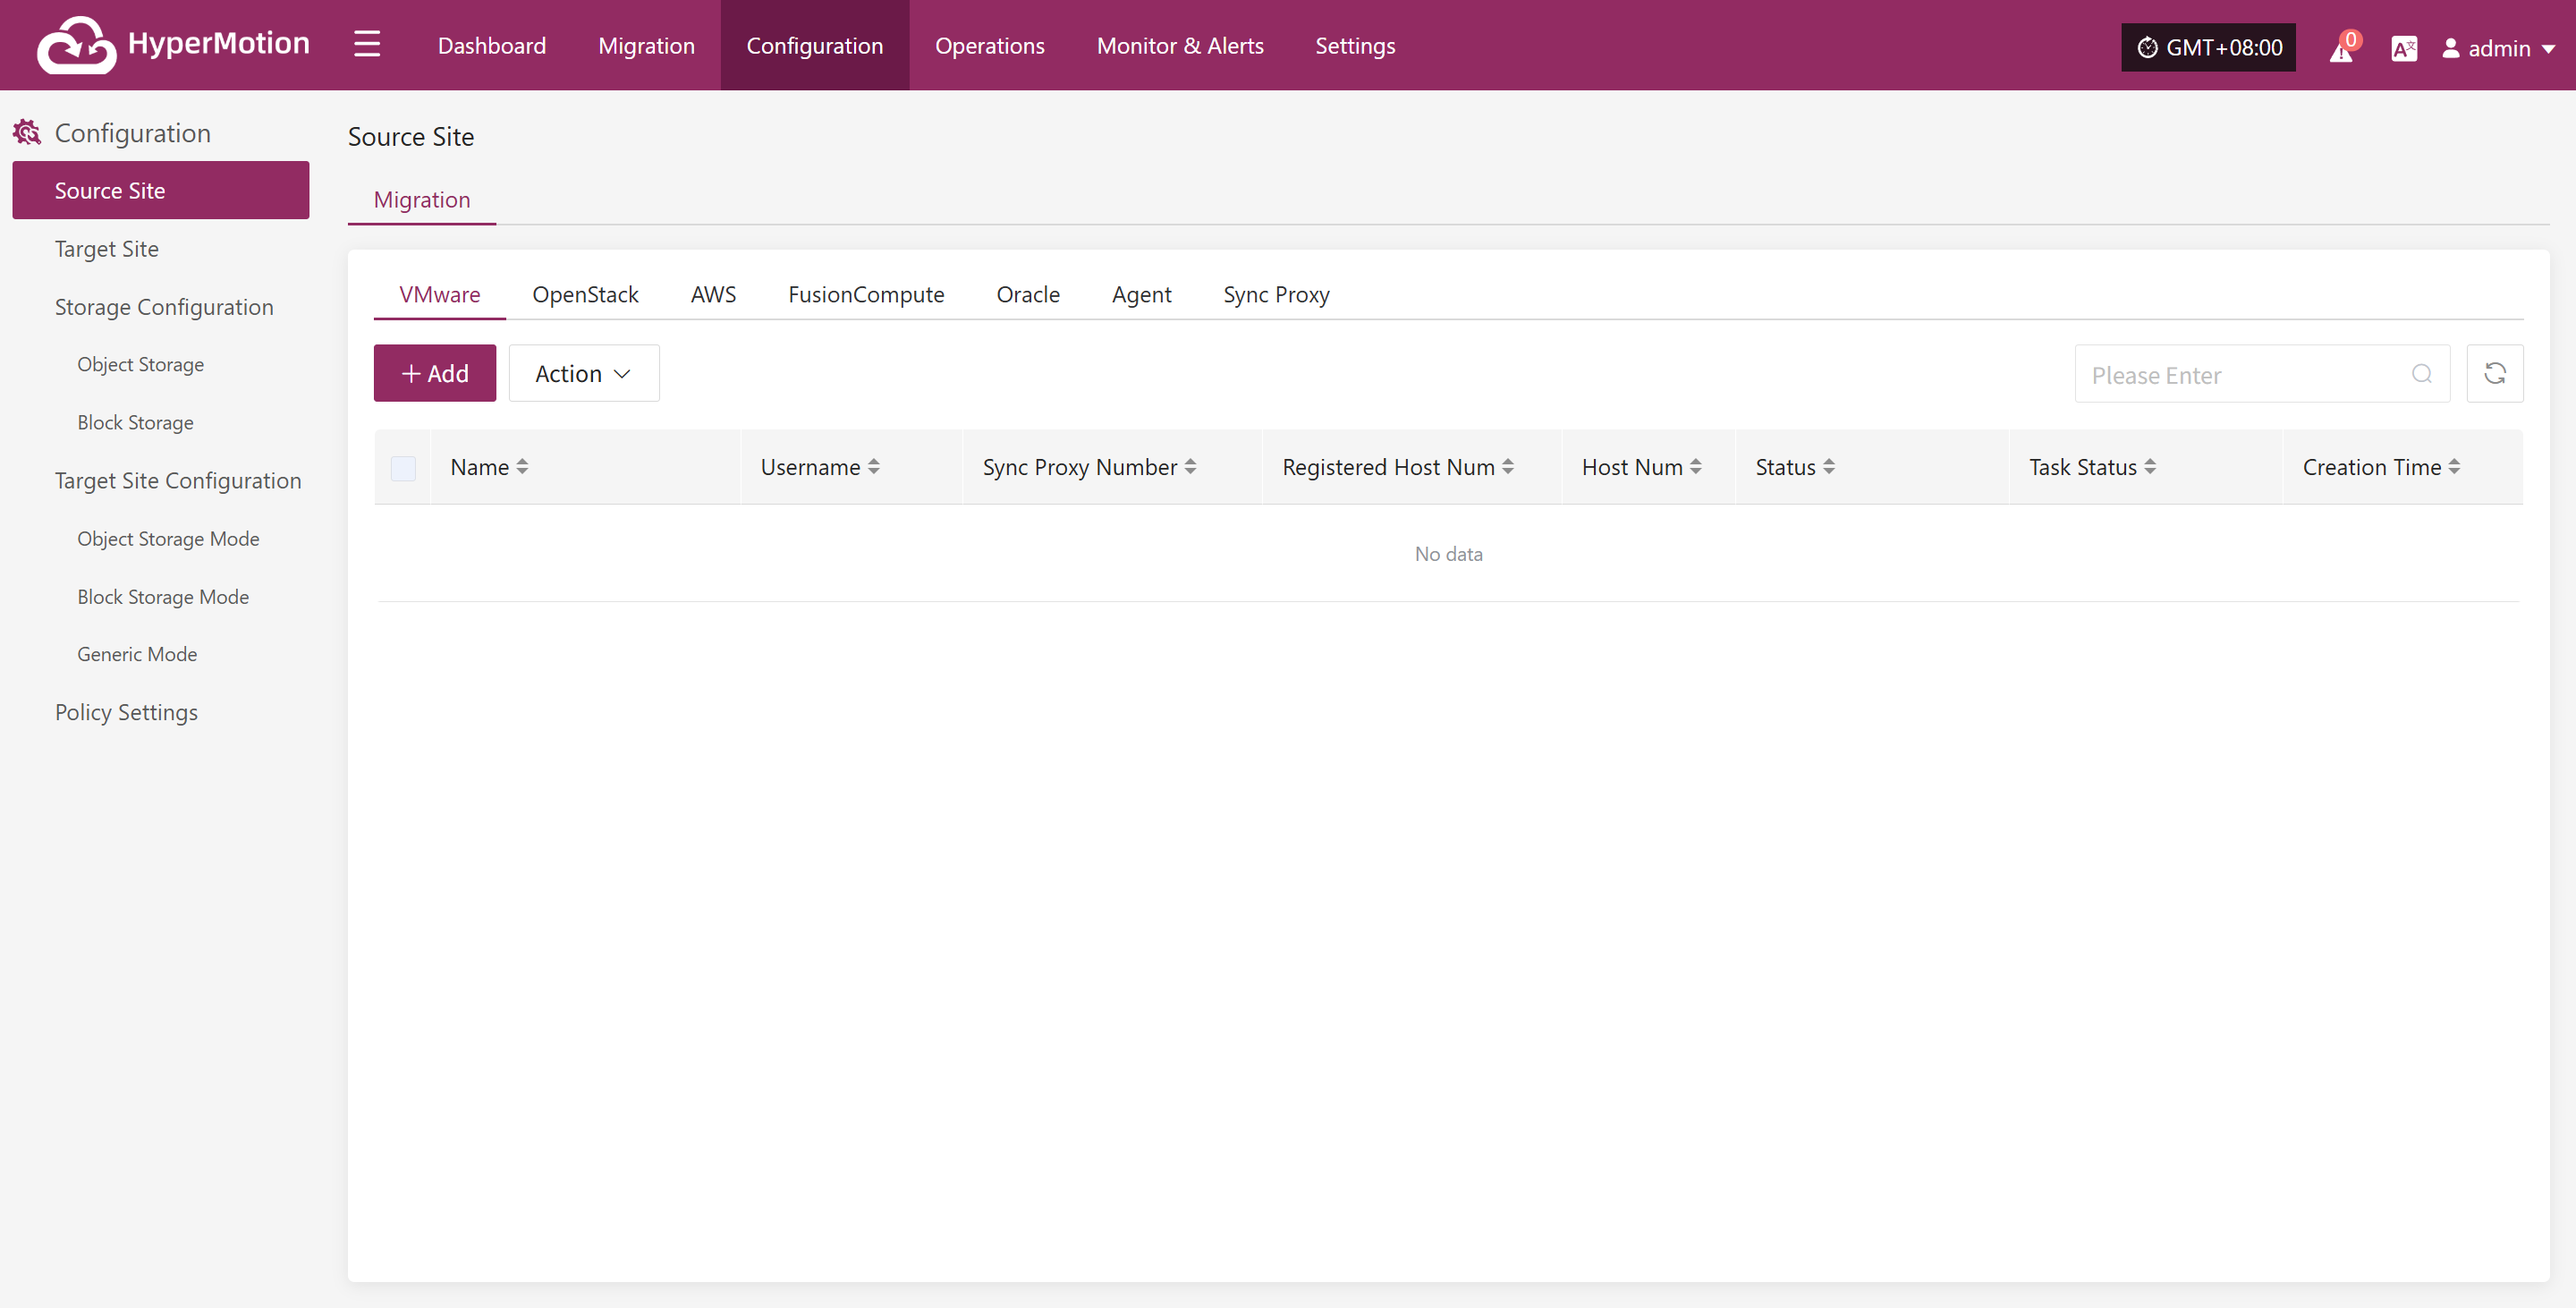 HyperMotion
Dashboard
Migration
Configuration
Operations
Monitor & Alerts
Settings
GMT+08:00
0
A文
admin
Configuration
Source Site
Target Site
Storage Configuration
Object Storage
Block Storage
Target Site Configuration
Object Storage Mode
Block Storage Mode
Generic Mode
Policy Settings
Source Site
Migration
VMware
OpenStack
AWS
FusionCompute
Oracle
Agent
Sync Proxy
Add
Action
Please Enter
Name
Username
Sync Proxy Number
Registered Host Num
Host Num
Status
Task Status
Creation Time
No data